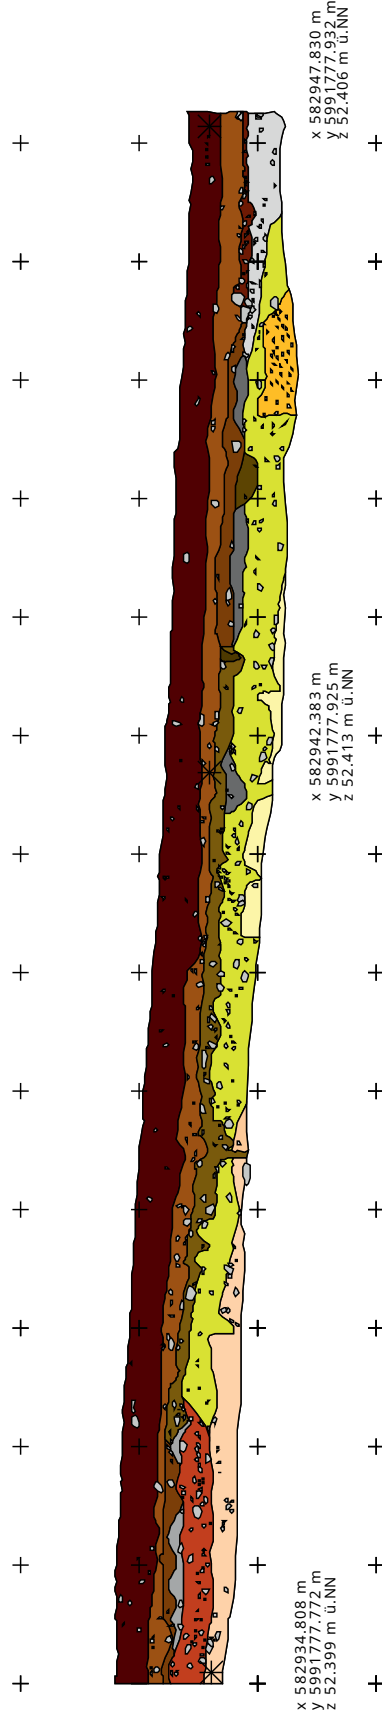 x 582947.830 m
y 5991777.932 m
z 52.406 m ü.NN
x 582942.383 m
y 5991777.925 m
z 52.413 m ü.NN
x 582934.808 m
y 5991777.772 m
z 52.399 m ü.NN